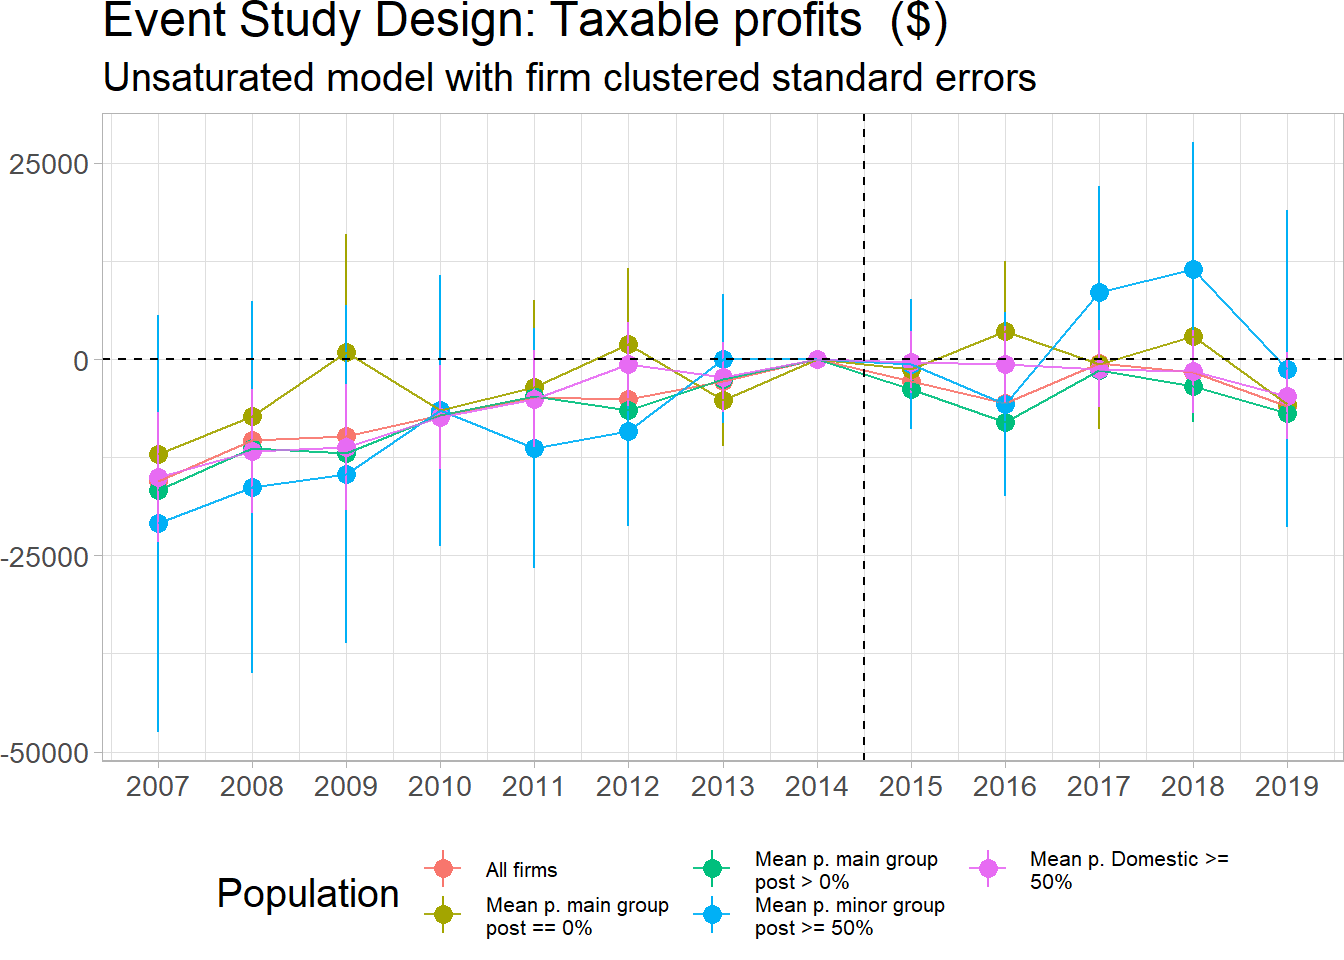 Event Study Design: Taxable profits  ($)
Unsaturated model with firm clustered standard errors
25000
0
-25000
-50000
2007 2008 2009 2010 2011 2012 2013 2014 2015 2016 2017 2018 2019
Population
All firms
Mean p. main group
post == 0%
Mean p. main group
post > 0%
Mean p. minor group
post >= 50%
Mean p. Domestic >=
50%